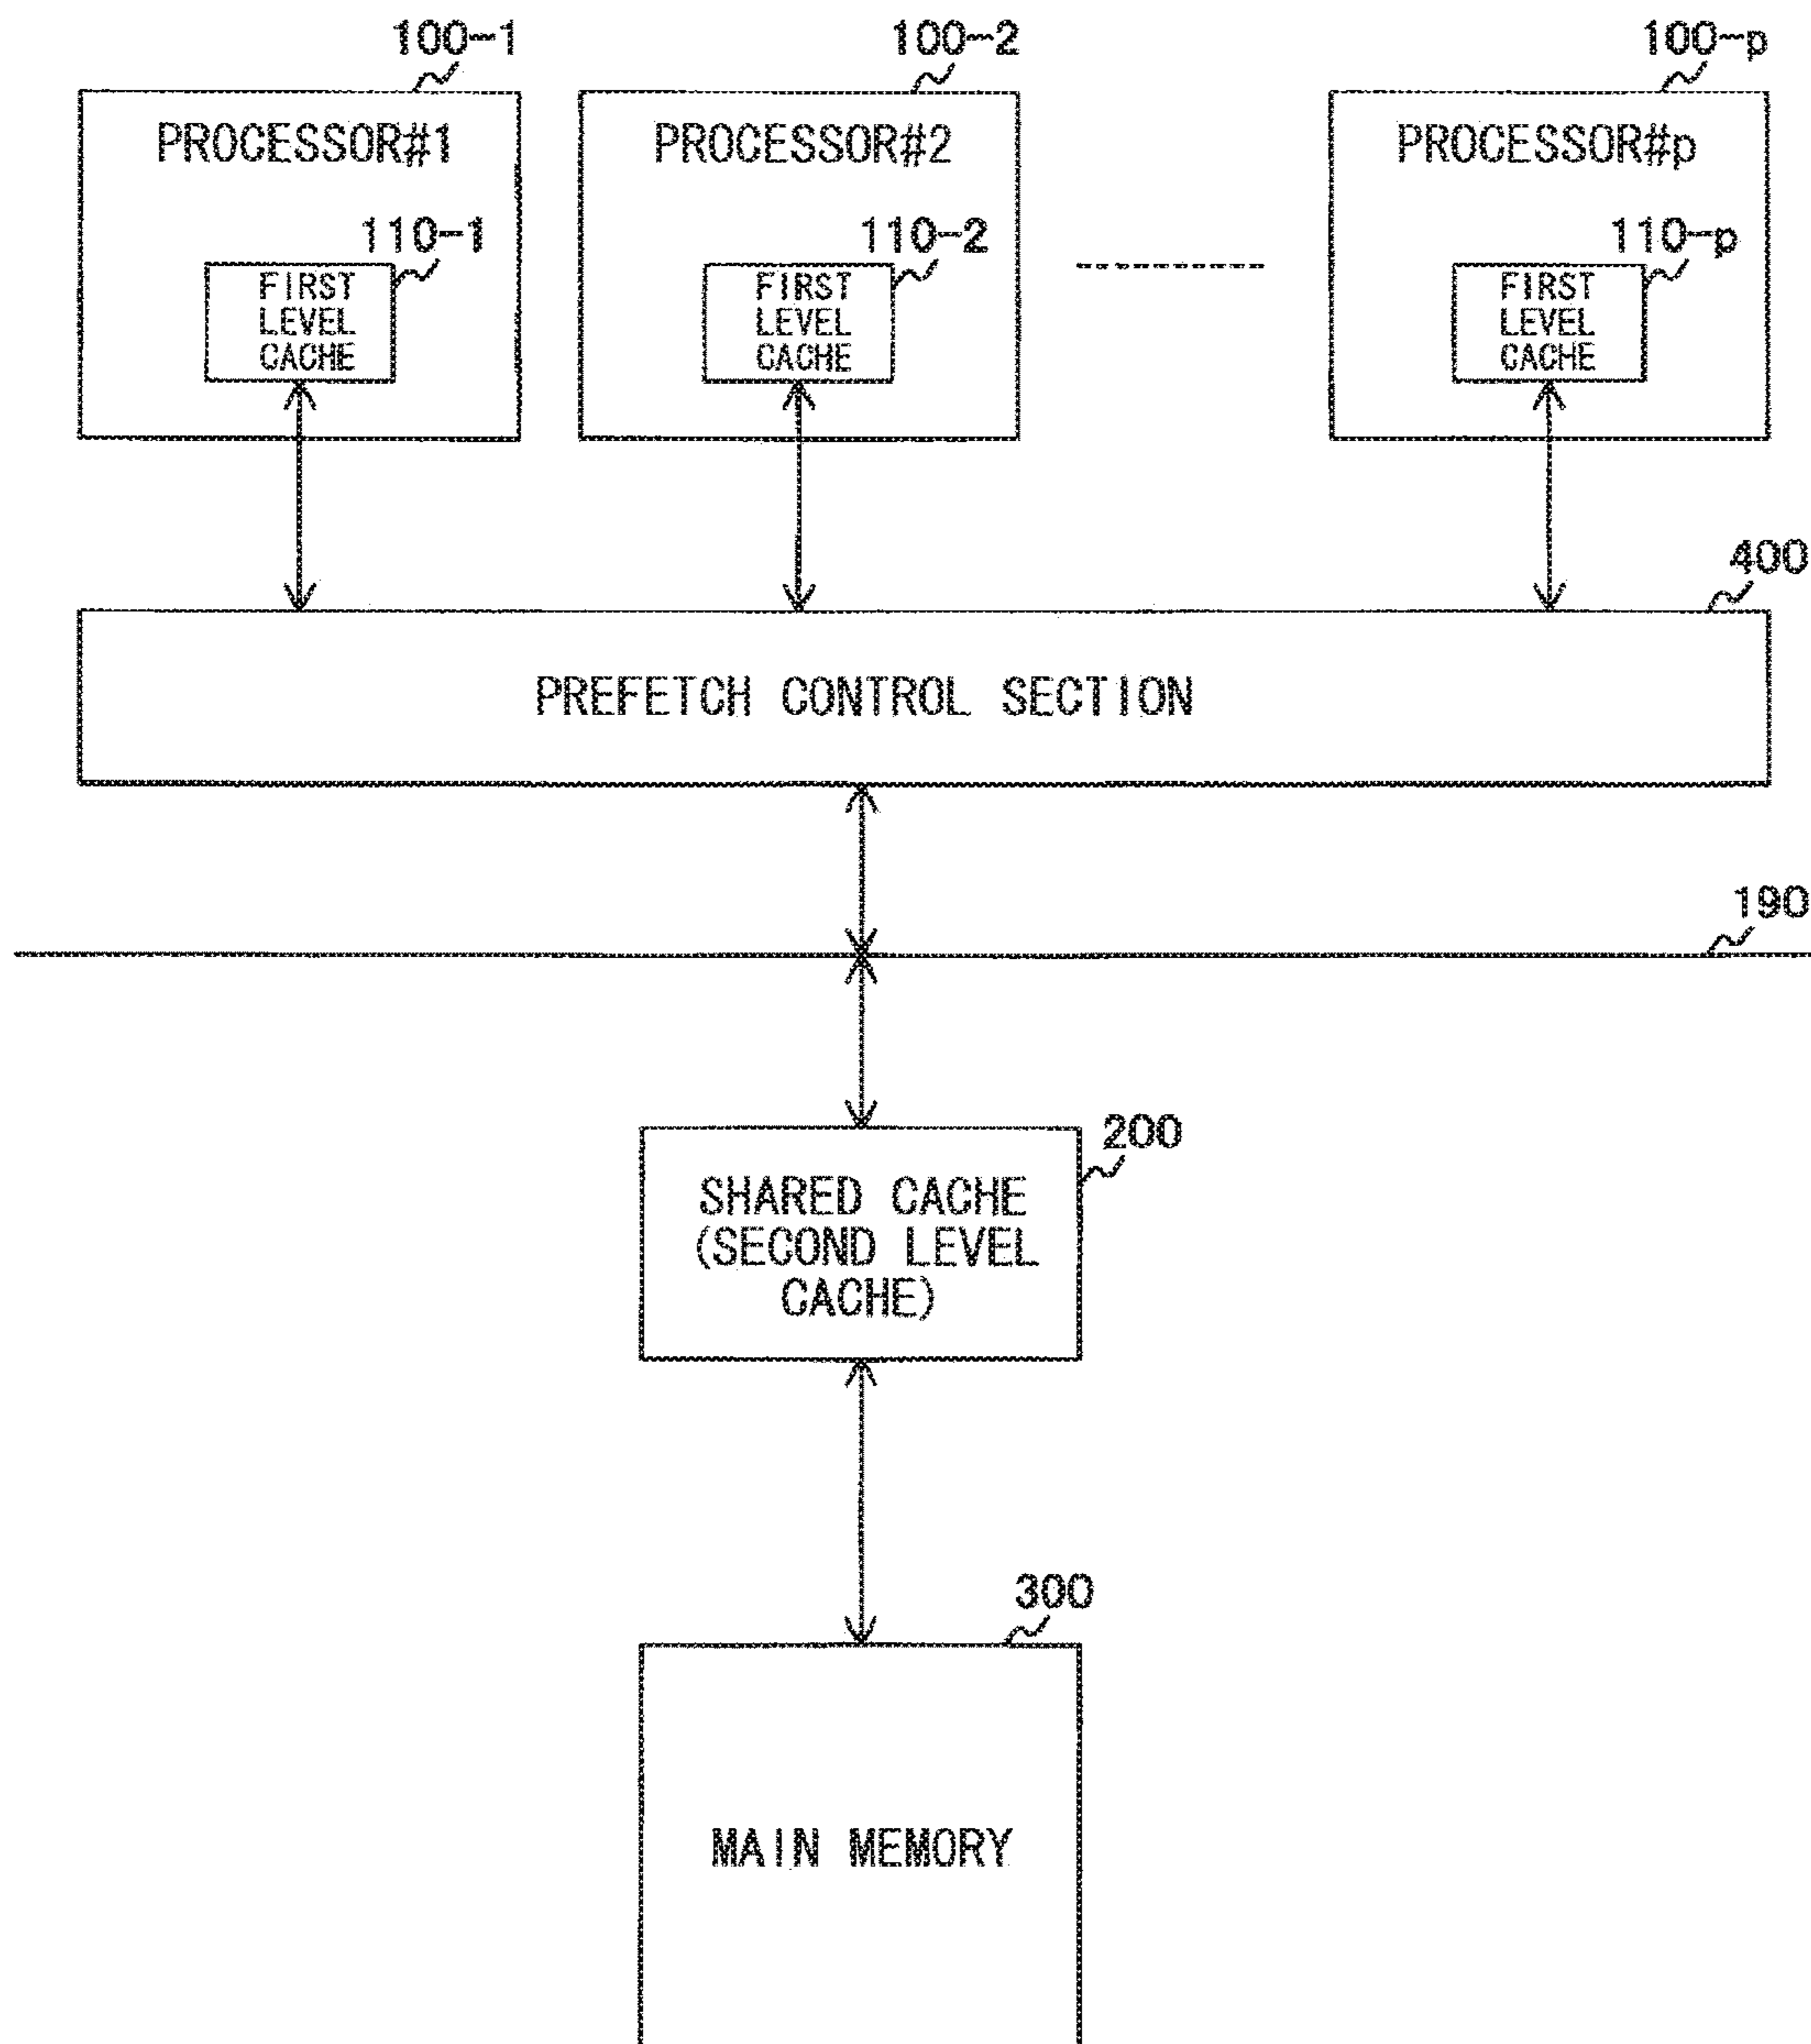 100-1
100-2
100-p
PROCESSOR#1
PROCESSOR#2
PROCESSOR#p
110-1
110-2
110-p
FIRST
LEVEL
CACHE
FIRST
LEVEL
CACHE
FIRST
LEVEL
CACHE
400
PREFETCH CONTROL SECTION
190
200
SHARED CACHE
(SECOND LEVEL
CACHE)
300
MAIN MEMORY